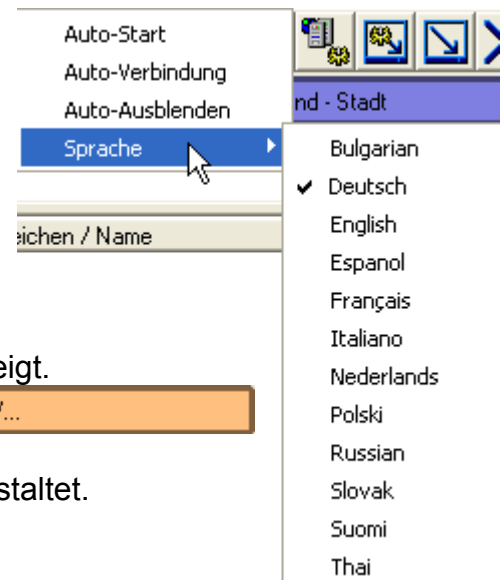 Auto-Start
Auto-Verbindung
Auto-Ausblenden
nd - Stadt
Sprache
Bulgarian
Deutsch
English
Espanol
Français
Italiano
Nederlands
Polski
Russian
Slovak
Suomi
Thai
eichen / Name
eigt.
staltet.